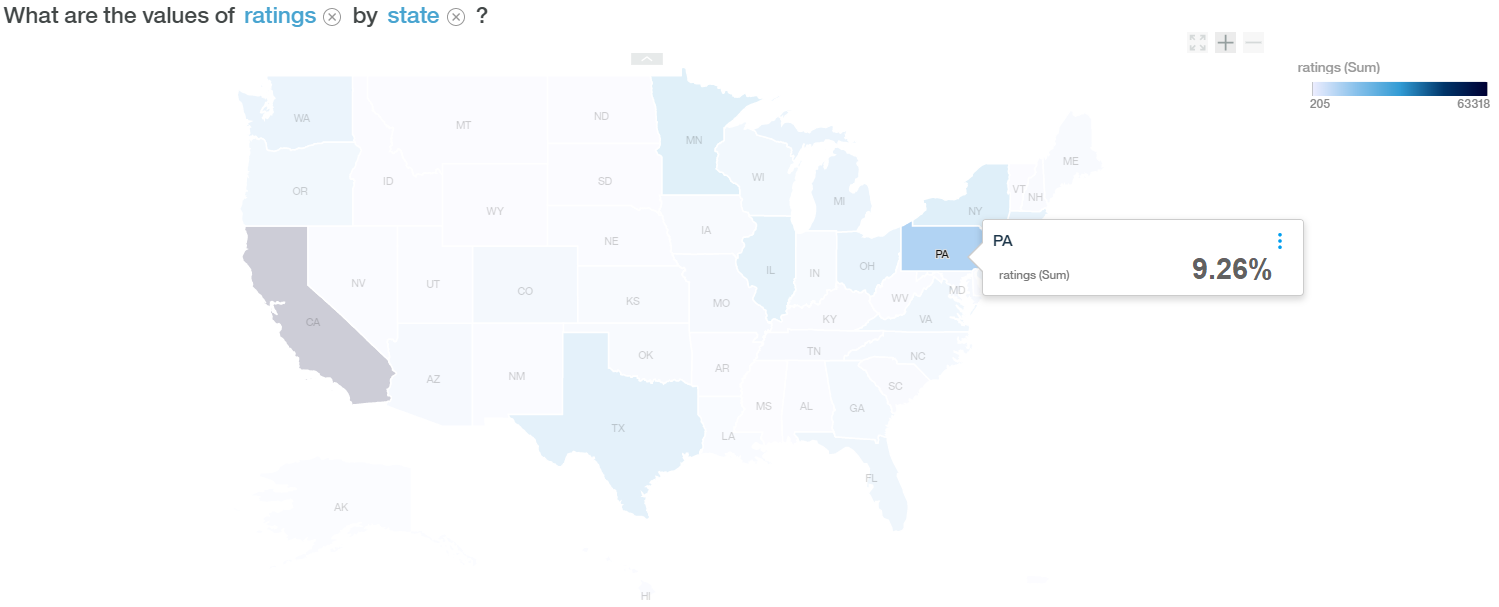 What are the values of ratings by state ?
ratings (Sum)
205 63318
WA
MT
ND
MN
OR
ID
SD
WI
WY
MI
ME
VT
NH
NY
IA
NE
PA
NV
UT
CO
IL
IN
OH
KS
MO
WV
MD
VA
KY
CA
AZ
NM
OK
AR
TN
NC
SC
MS
AL
GA
LA
TX
FL
AK
HI
PA
ratings (Sum) 9.26%